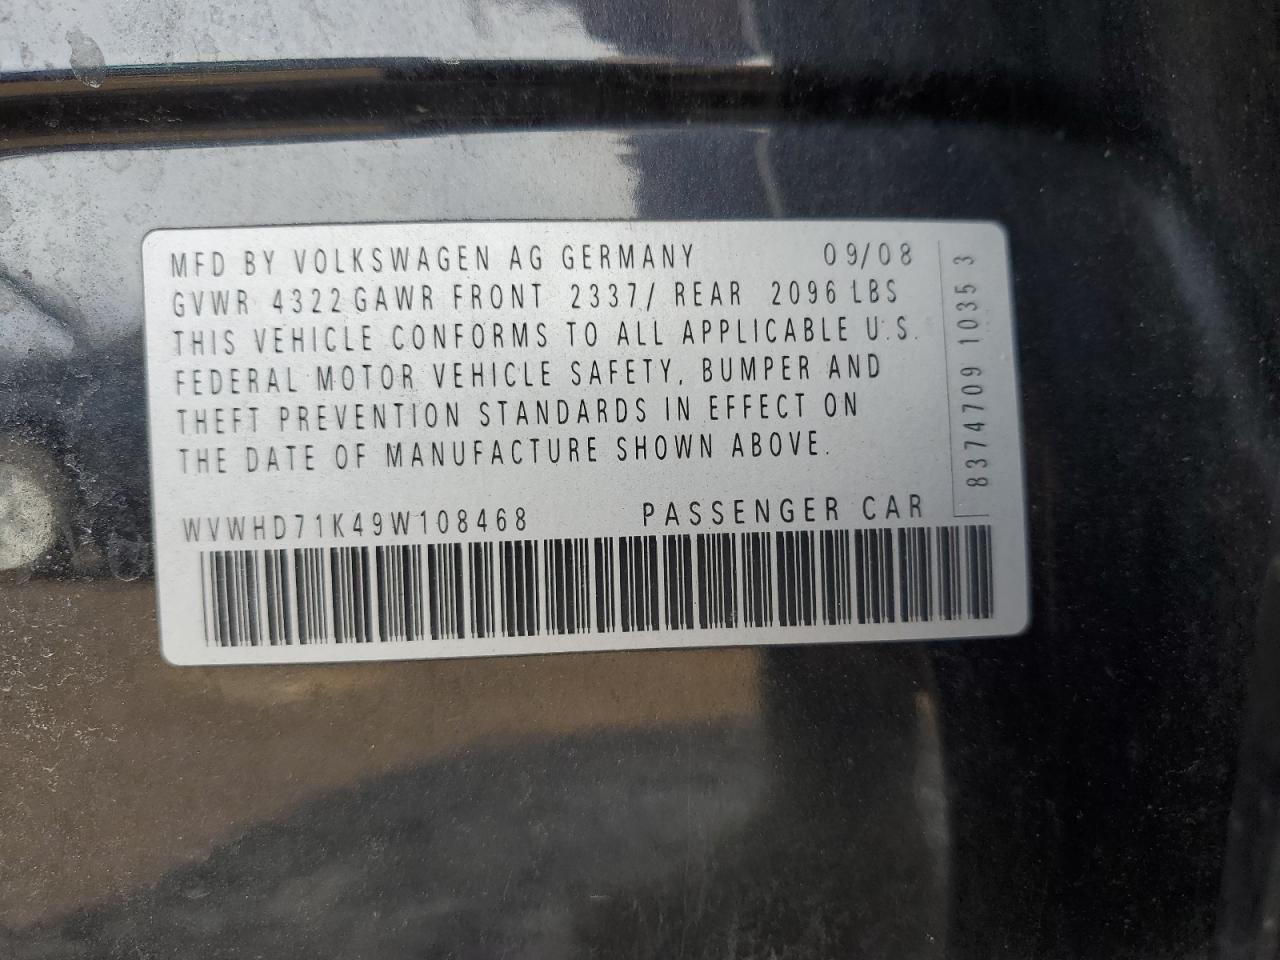 MFD BY VOLKSWAGEN AG GERMANY 09/08
GVWR 4322 GAWR FRONT 2337/ REAR 2096 LBS
THIS VEHICLE CONFORMS TO ALL APPLICABLE U.S.
FEDERAL MOTOR VEHICLE SAFETY, BUMPER AND
THEFT PREVENTION STANDARDS IN EFFECT ON
THE DATE OF MANUFACTURE SHOWN ABOVE.
WVWHD71K49W108468 PASSENGER CAR
8374709 1035 3